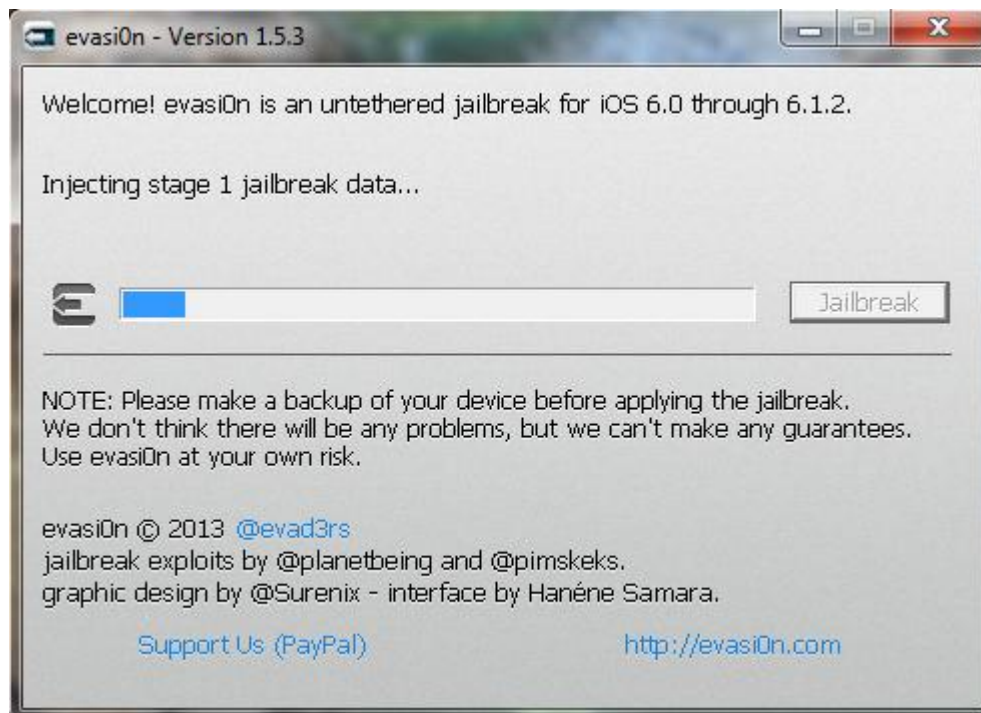 evasi0n - Version 1.5.3
Welcome! evasi0n is an untethered jailbreak for iOS 6.0 through 6.1.2.
Injecting stage 1 jailbreak data...
Jailbreak
NOTE: Please make a backup of your device before applying the jailbreak.
We don't think there will be any problems, but we can't make any guarantees.
Use evasi0n at your own risk.
evasi0n © 2013 @evad3rs
jailbreak exploits by @planetbeing and @pimskeks.
graphic design by @Surenix - interface by Hanéne Samara.
Support Us (PayPal) http://evasi0n.com